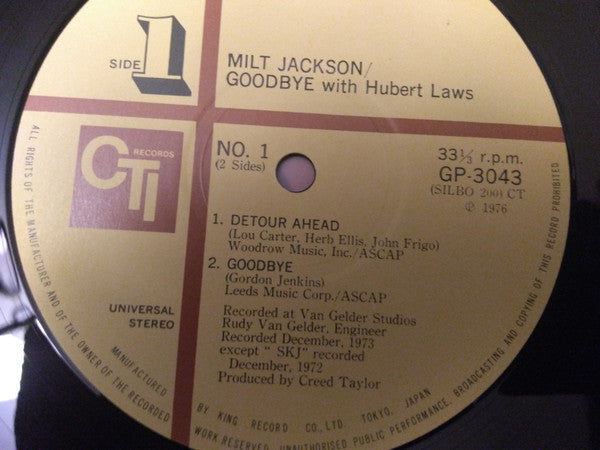 SIDE 1
MILT JACKSON/
GOODBYE with Hubert Laws
CTI RECORDS
NO. 1
(2 Sides)
33⅓ r.p.m.
GP-3043
(SILBO 200) CT
℗ 1976
1. DETOUR AHEAD
(Lou Carter, Herb Ellis, John Frigo)
Woodrow Music, Inc./ASCAP
2. GOODBYE
(Gordon Jenkins)
Leeds Music Corp./ASCAP
Recorded at Van Gelder Studios
Rudy Van Gelder, Engineer
Recorded December, 1973
except " SKJ" recorded
December, 1972
Produced by Creed Taylor
UNIVERSAL
STEREO
MANUFACTURED BY KING RECORD CO., LTD. TOKYO, JAPAN
ALL RIGHTS OF THE MANUFACTURER AND OF THE OWNER OF THE RECORDED WORK RESERVED. UNAUTHORISED PUBLIC PERFORMANCE, BROADCASTING AND COPYING OF THIS RECORD PROHIBITED